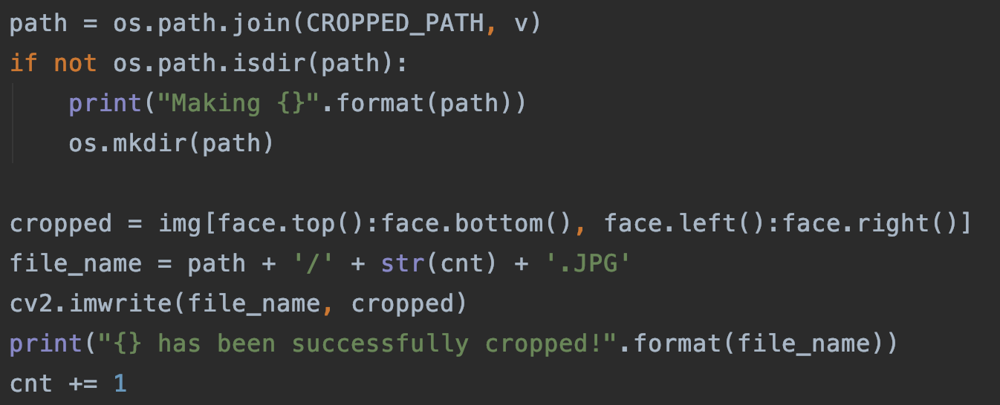 path = os.path.join(CROPPED_PATH, v)
if not os.path.isdir(path):
    print("Making {}".format(path))
    os.mkdir(path)

cropped = img[face.top():face.bottom(), face.left():face.right()]
file_name = path + '/' + str(cnt) + '.JPG'
cv2.imwrite(file_name, cropped)
print("{} has been successfully cropped!".format(file_name))
cnt += 1